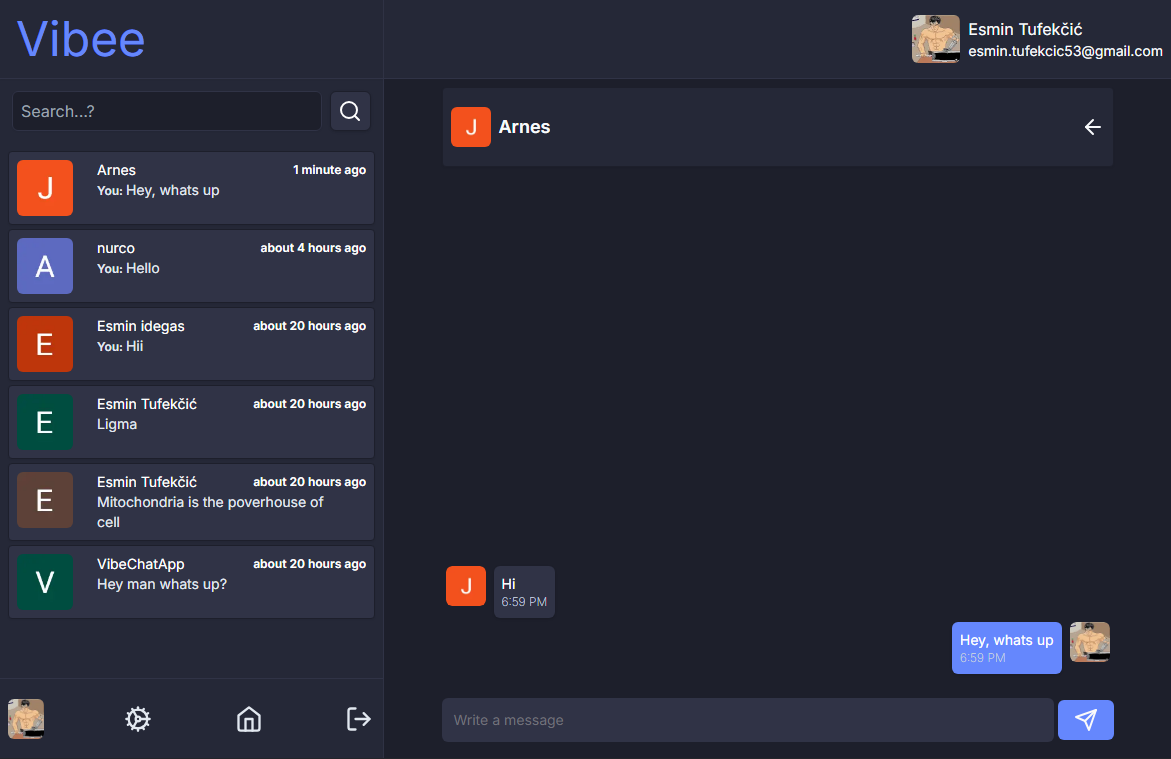 Vibee
Esmin Tufekčić
esmin.tufekcic53@gmail.com
Search...?
J
Arnes
1 minute ago
You: Hey, whats up
A
nurco
about 4 hours ago
You: Hello
E
Esmin idegas
about 20 hours ago
You: Hii
E
Esmin Tufekčić
about 20 hours ago
Ligma
E
Esmin Tufekčić
about 20 hours ago
Mitochondria is the poverhouse of
cell
V
VibeChatApp
about 20 hours ago
Hey man whats up?
J
Arnes
J
Hi
6:59 PM
Hey, whats up
6:59 PM
Write a message